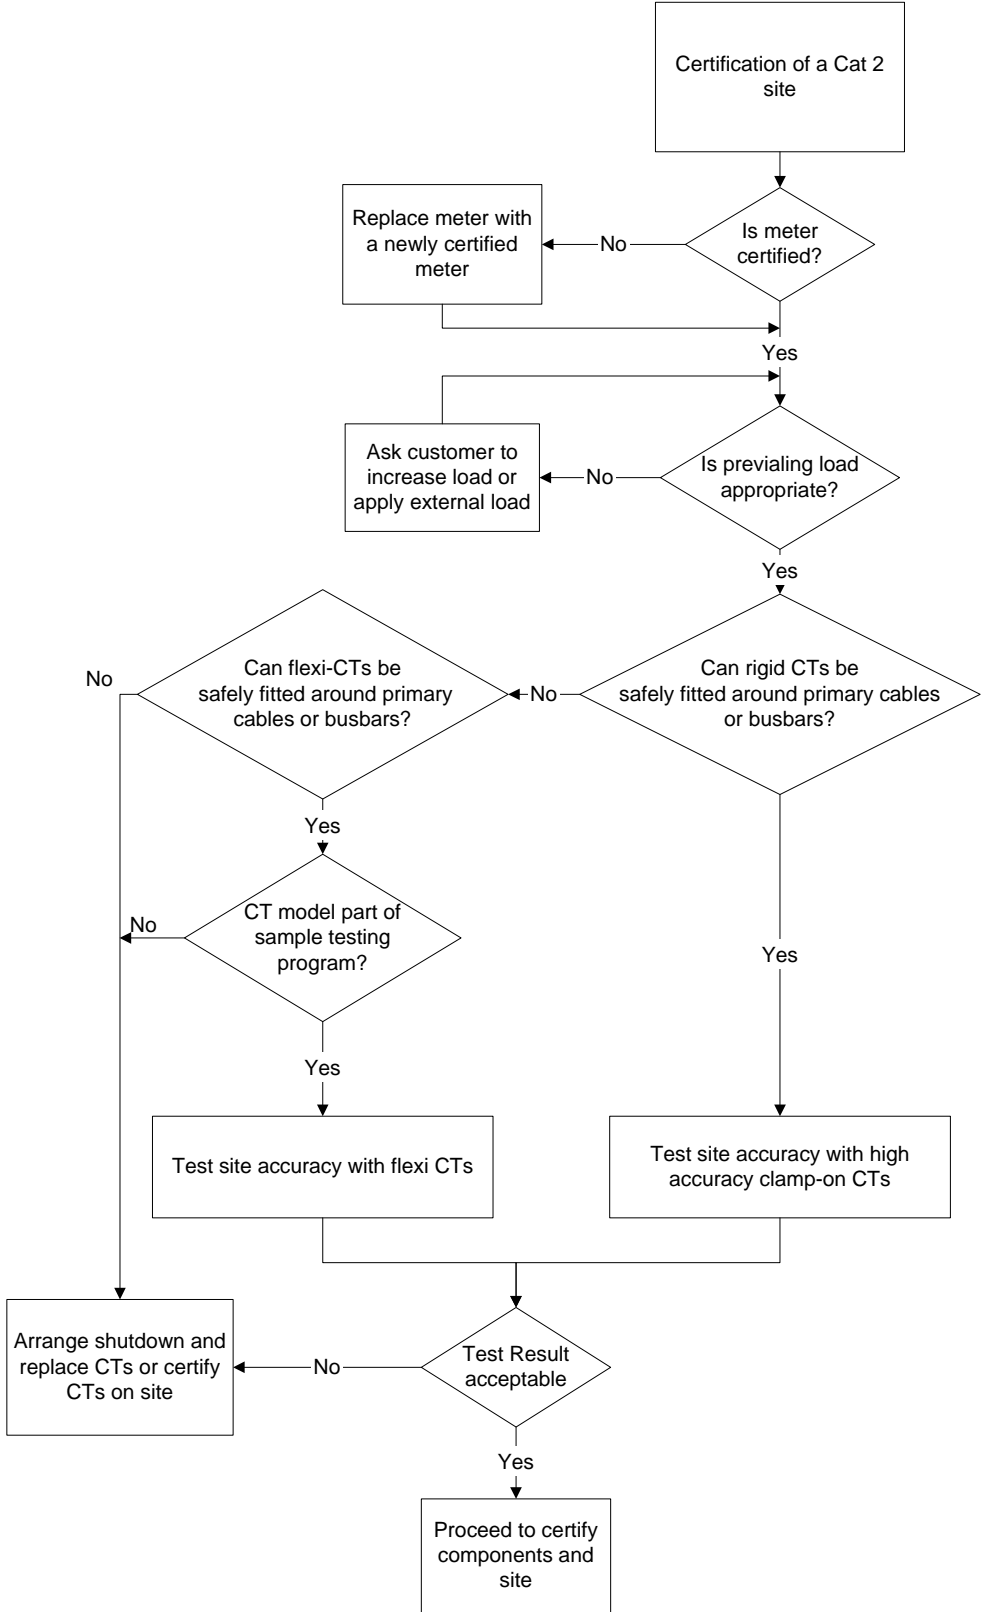 Certification of a Cat 2
site
Replace meter with
a newly certified
meter
No
Is meter
certified?
Yes
Ask customer to
increase load or
apply external load
No
Is previaling load
appropriate?
Yes
No
Can flexi-CTs be
safely fitted around primary
cables or busbars?
No
Can rigid CTs be
safely fitted around primary cables
or busbars?
Yes
No
CT model part of
sample testing
program?
Yes
Yes
Test site accuracy with flexi CTs
Test site accuracy with high
accuracy clamp-on CTs
Arrange shutdown and
replace CTs or certify
CTs on site
No
Test Result
acceptable
Yes
Proceed to certify
components and
site